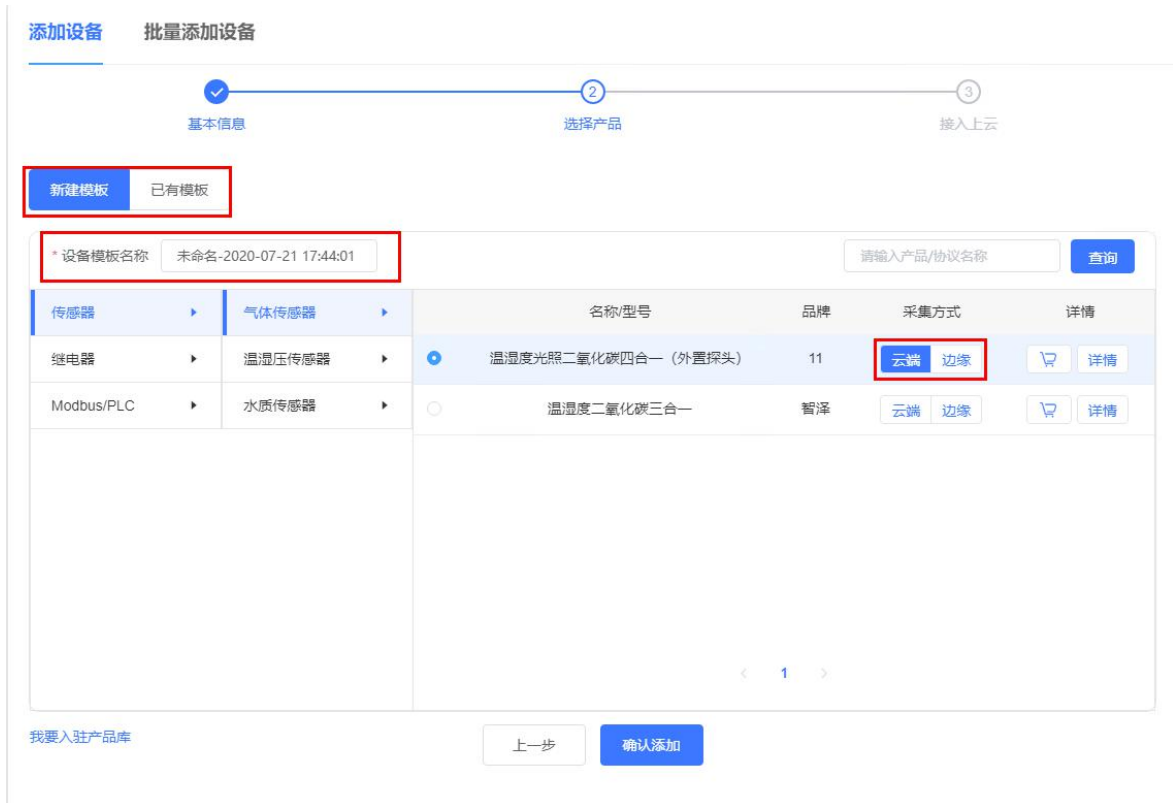 添加设备 批量添加设备
2 3
基本信息 选择产品 接入上云
新建模板 已有模板
* 设备模板名称 未命名-2020-07-21 17:44:01 请输入产品/协议名称 查询
传感器 气体传感器 名称/型号 品牌 采集方式 详情
继电器 温湿压传感器 温湿度光照二氧化碳四合一（外置探头） 11 云端 边缘 详情
Modbus/PLC 水质传感器 温湿度二氧化碳三合一 智泽 云端 边缘 详情
< 1 >
我要入驻产品库 上一步 确认添加